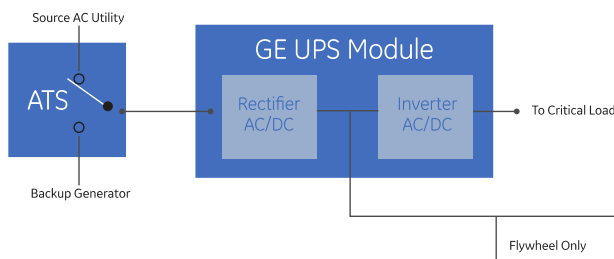 Source AC Utility
GE UPS Module
ATS
Rectifier
AC/DC
Inverter
AC/DC
To Critical Load
Backup Generator
Flywheel Only